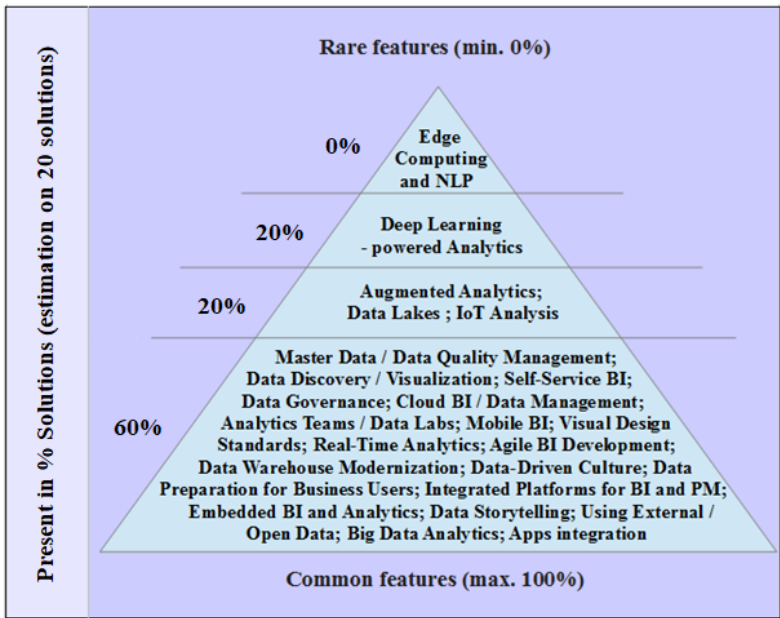 Present in % Solutions (estimation on 20 solutions)
Rare features (min. 0%)
0%
Edge
Computing
and NLP
20%
Deep Learning
- powered Analytics
20%
Augmented Analytics;
Data Lakes ; IoT Analysis
60%
Master Data / Data Quality Management;
Data Discovery / Visualization; Self-Service BI;
Data Governance; Cloud BI / Data Management;
Analytics Teams / Data Labs; Mobile BI; Visual Design
Standards; Real-Time Analytics; Agile BI Development;
Data Warehouse Modernization; Data-Driven Culture; Data
Preparation for Business Users; Integrated Platforms for BI and PM;
Embedded BI and Analytics; Data Storytelling; Using External /
Open Data; Big Data Analytics; Apps integration
Common features (max. 100%)